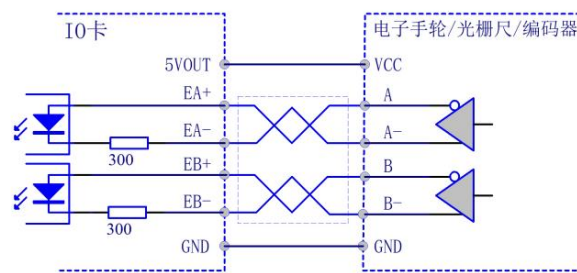 IO卡
电子手轮/光栅尺/编码器
5VOUT
VCC
EA+
A
EA-
A-
300
EB+
B
EB-
B-
300
GND
GND